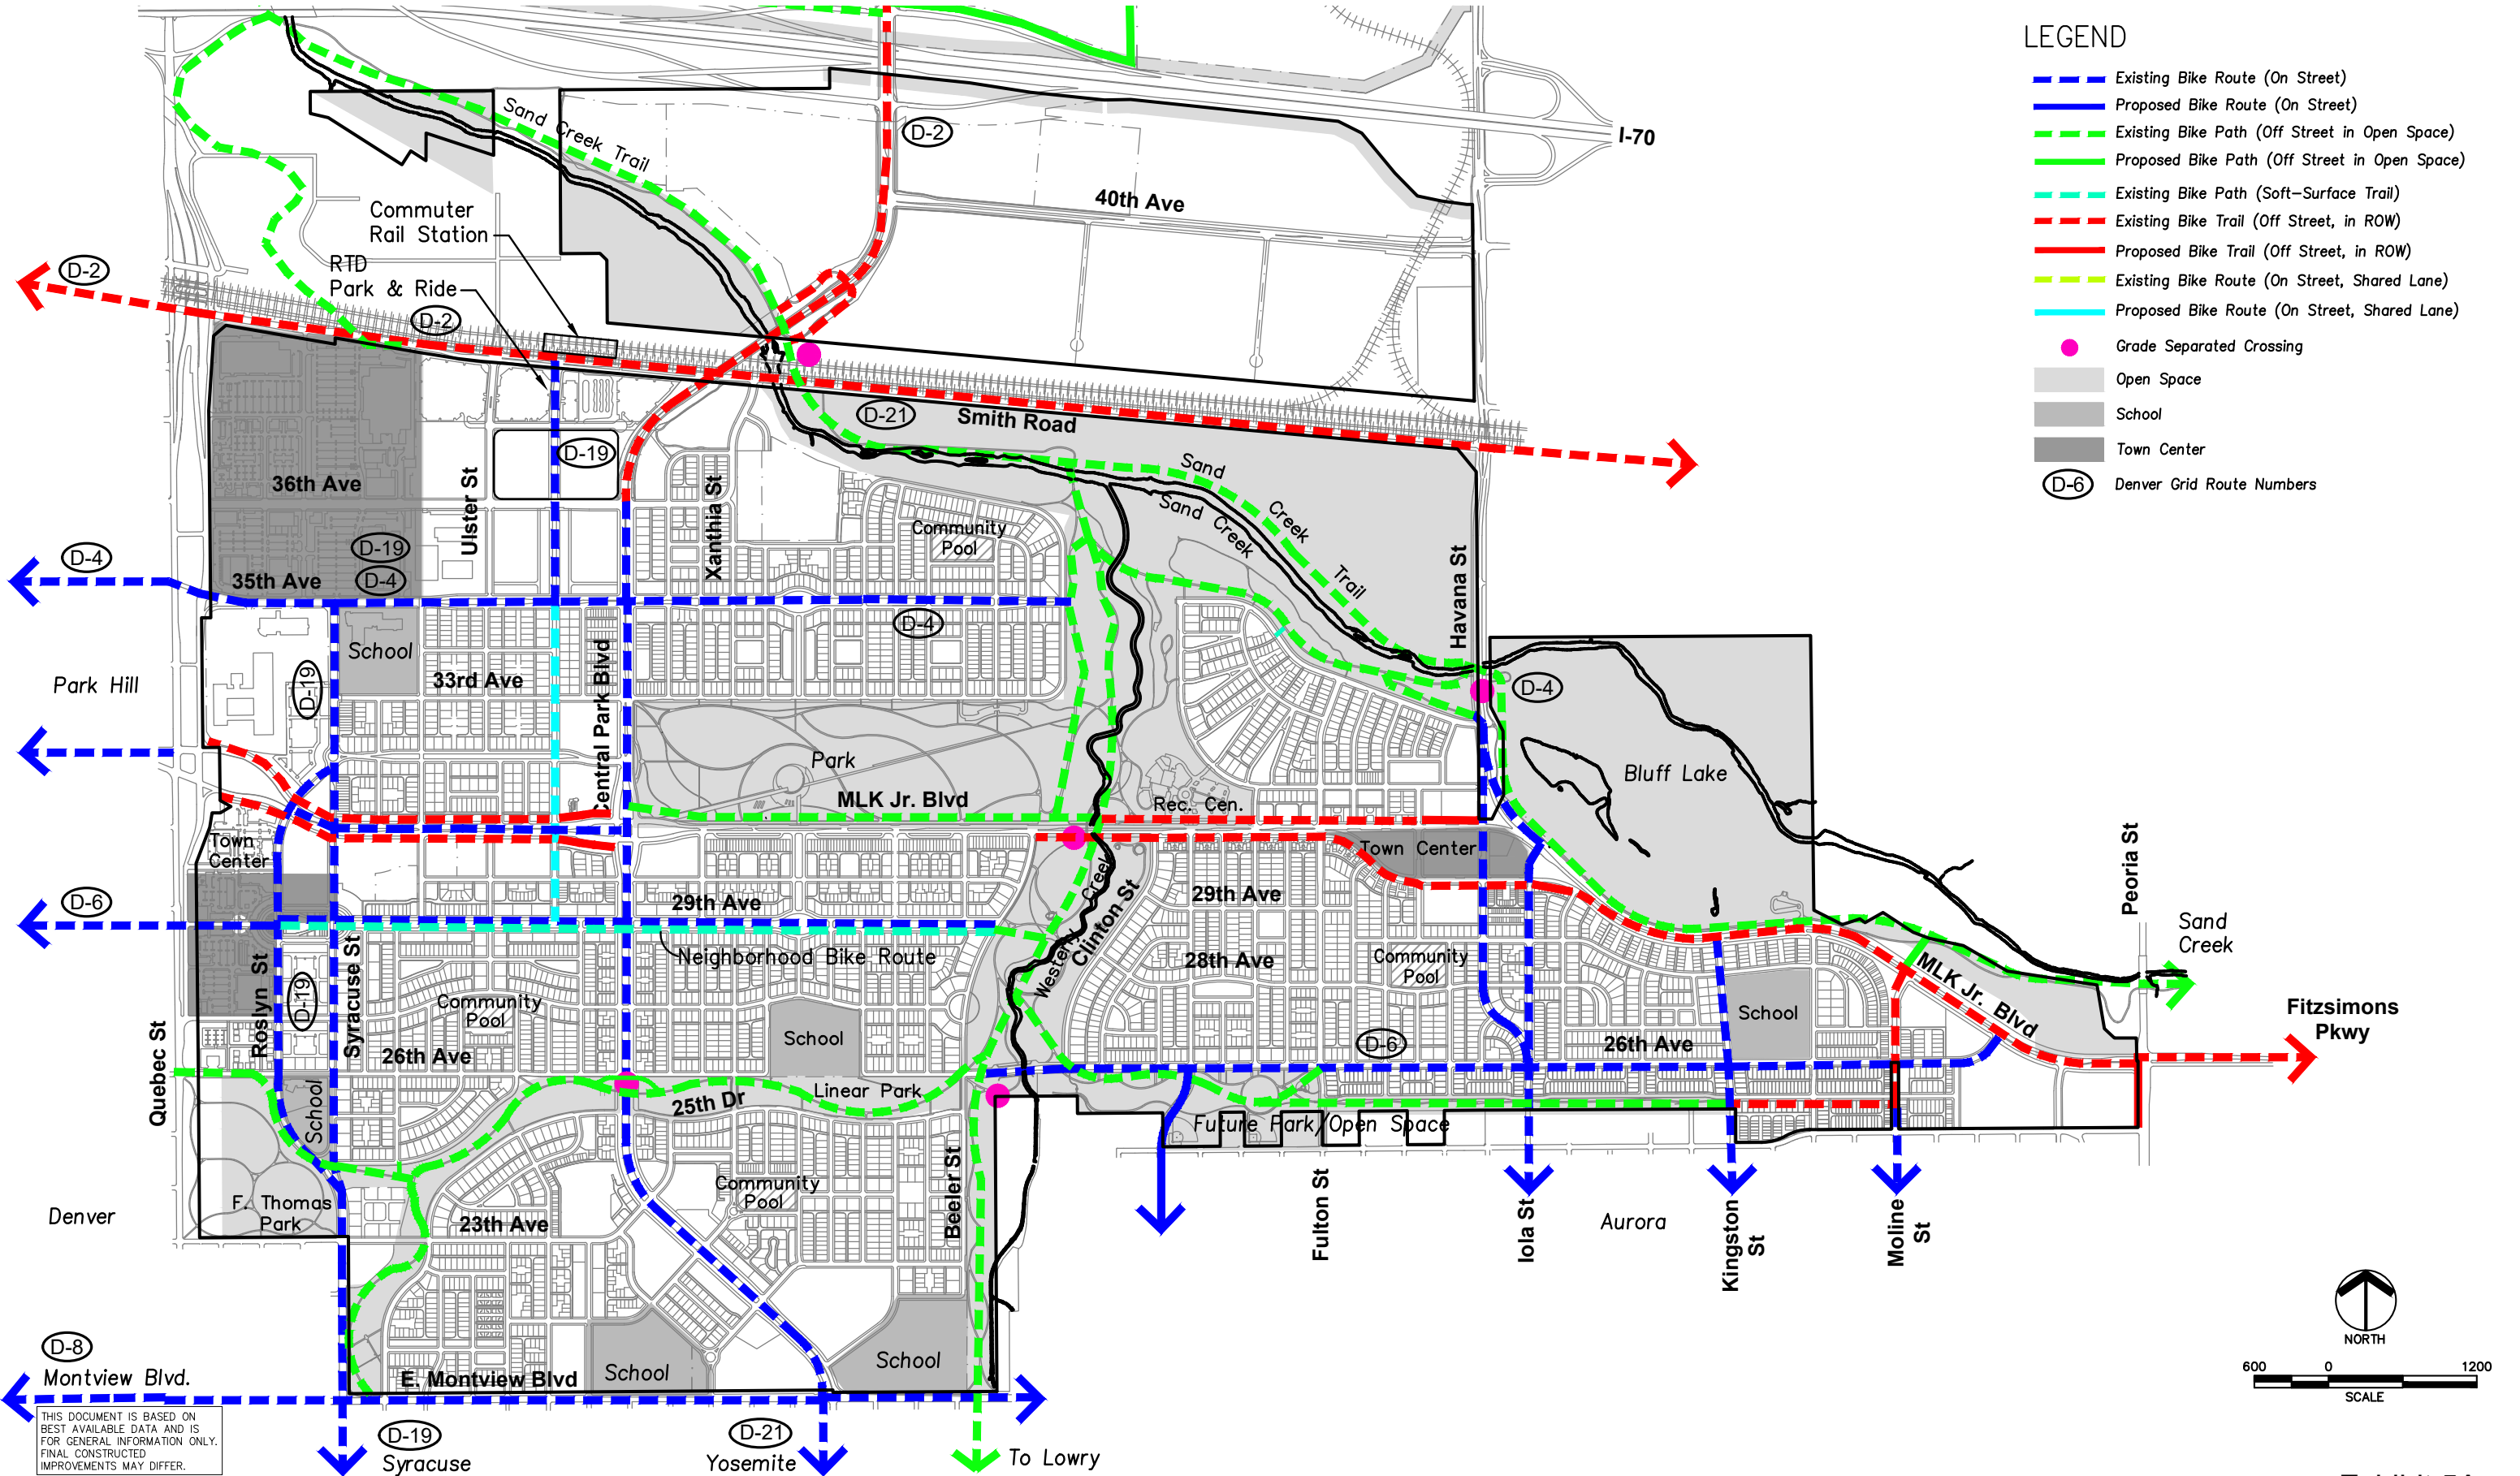 LEGEND
Existing Bike Route (On Street)
Proposed Bike Route (On Street)
Existing Bike Path (Off Street in Open Space)
Proposed Bike Path (Off Street in Open Space)
Existing Bike Path (Soft-Surface Trail)
Existing Bike Trail (Off Street, in ROW)
Proposed Bike Trail (Off Street, in ROW)
Existing Bike Route (On Street, Shared Lane)
Proposed Bike Route (On Street, Shared Lane)
Grade Separated Crossing
Open Space
School
Town Center
D-6 Denver Grid Route Numbers
Sand Creek Trail
D-2
I-70
40th Ave
Commuter
Rail Station
RTD
Park & Ride
D-2
D-2
D-21
Smith Road
D-19
36th Ave
Ulster St
Xanthia St
Community
Pool
Sand
Creek
Trail
Sand Creek
Havana St
D-4
D-19
D-4
35th Ave
D-4
School
33rd Ave
D-19
Central Park Blvd
Park Hill
Park
MLK Jr. Blvd
Rec. Cen.
D-4
Bluff Lake
Town
Center
Town Center
Peoria St
D-6
29th Ave
29th Ave
Neighborhood Bike Route
Westerly Creek
Clinton St
28th Ave
Community
Pool
Sand
Creek
Roslyn St
D-19
Syracuse St
Community
Pool
School
School
MLK Jr. Blvd
Fitzsimons
Pkwy
Quebec St
26th Ave
D-6
26th Ave
School
Linear Park
25th Dr
Future Park/Open Space
F. Thomas
Park
Denver
23th Ave
Community
Pool
Beeler St
Fulton St
Iola St
Aurora
Kingston
St
Moline
St
NORTH
600 0 1200
SCALE
D-8
Montview Blvd.
E. Montview Blvd
School
School
THIS DOCUMENT IS BASED ON
BEST AVAILABLE DATA AND IS
FOR GENERAL INFORMATION ONLY.
FINAL CONSTRUCTED
IMPROVEMENTS MAY DIFFER.
D-19
Syracuse
D-21
Yosemite
To Lowry